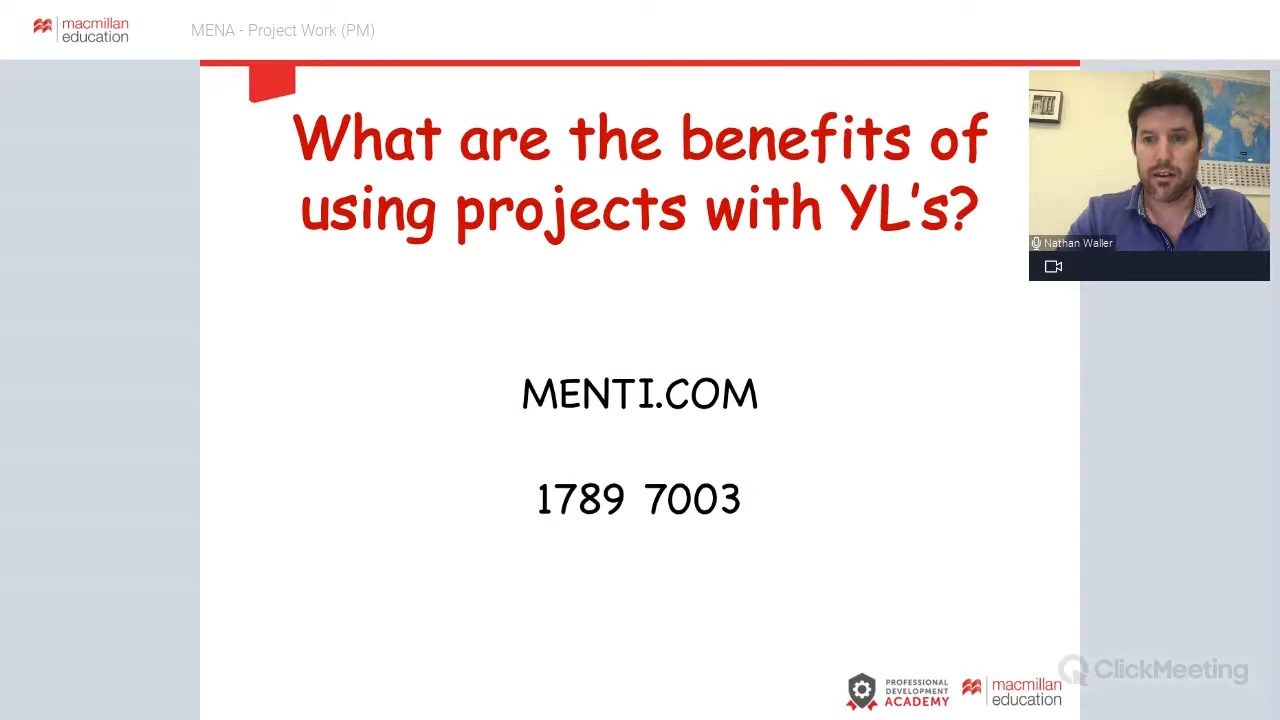 macmillan
education
MENA - Project Work (PM)
What are the benefits of
using projects with YL's?
Nathan Waller
MENTI.COM
1789 7003
PROFESSIONAL
DEVELOPMENT
ACADEMY
macmillan
education
ClickMeeting